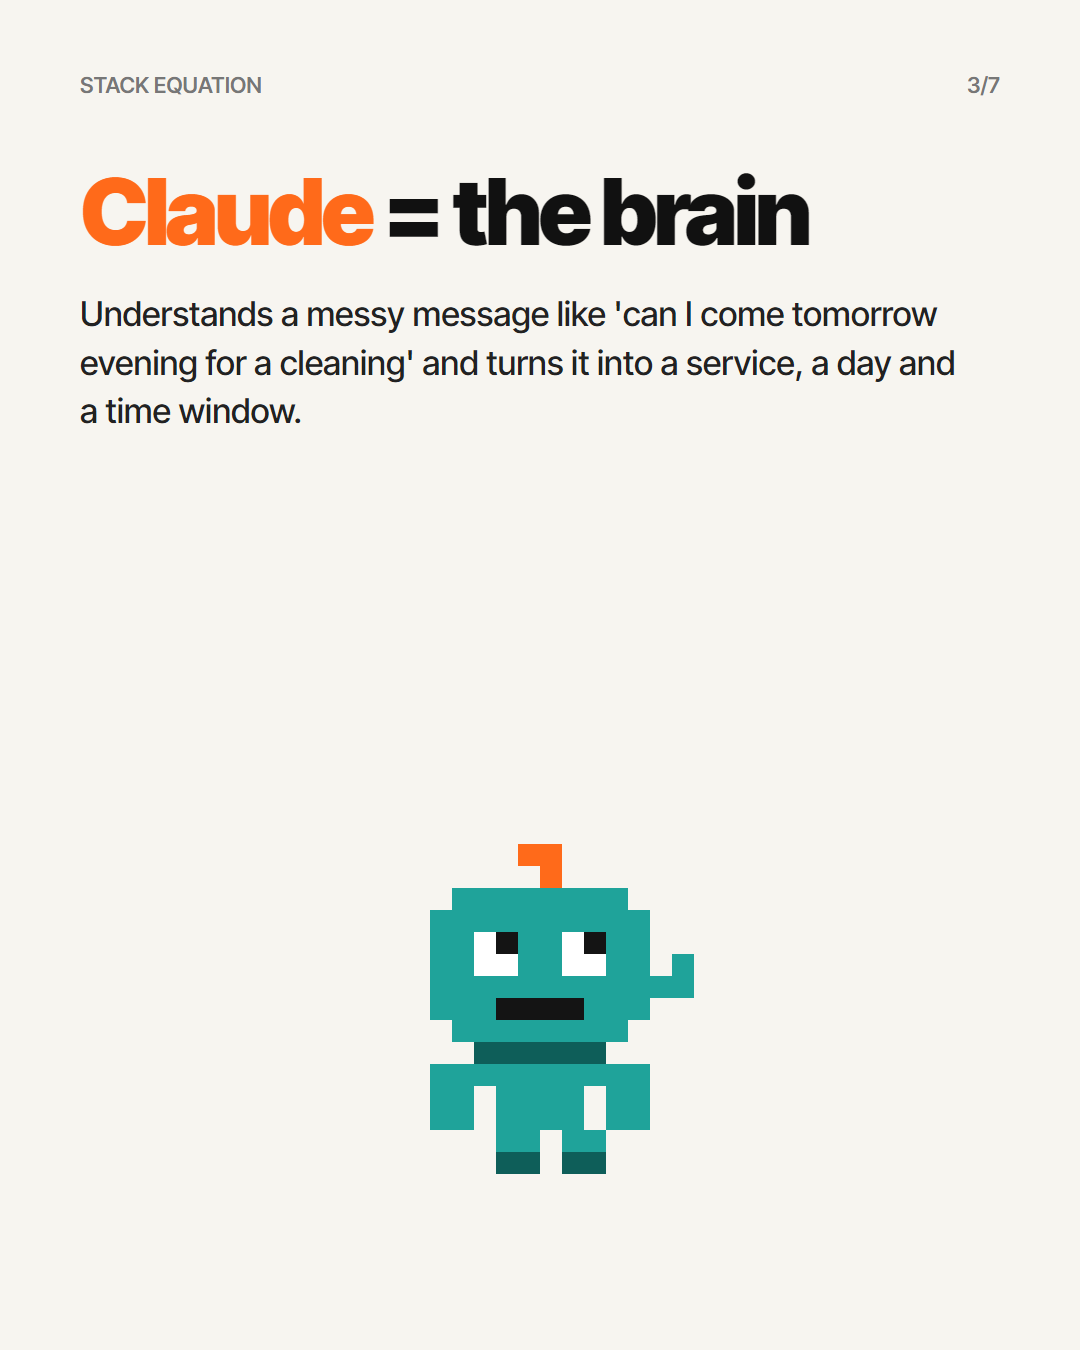 STACK EQUATION
3/7
Claude = the brain
Understands a messy message like 'can I come tomorrow
evening for a cleaning' and turns it into a service, a day and
a time window.